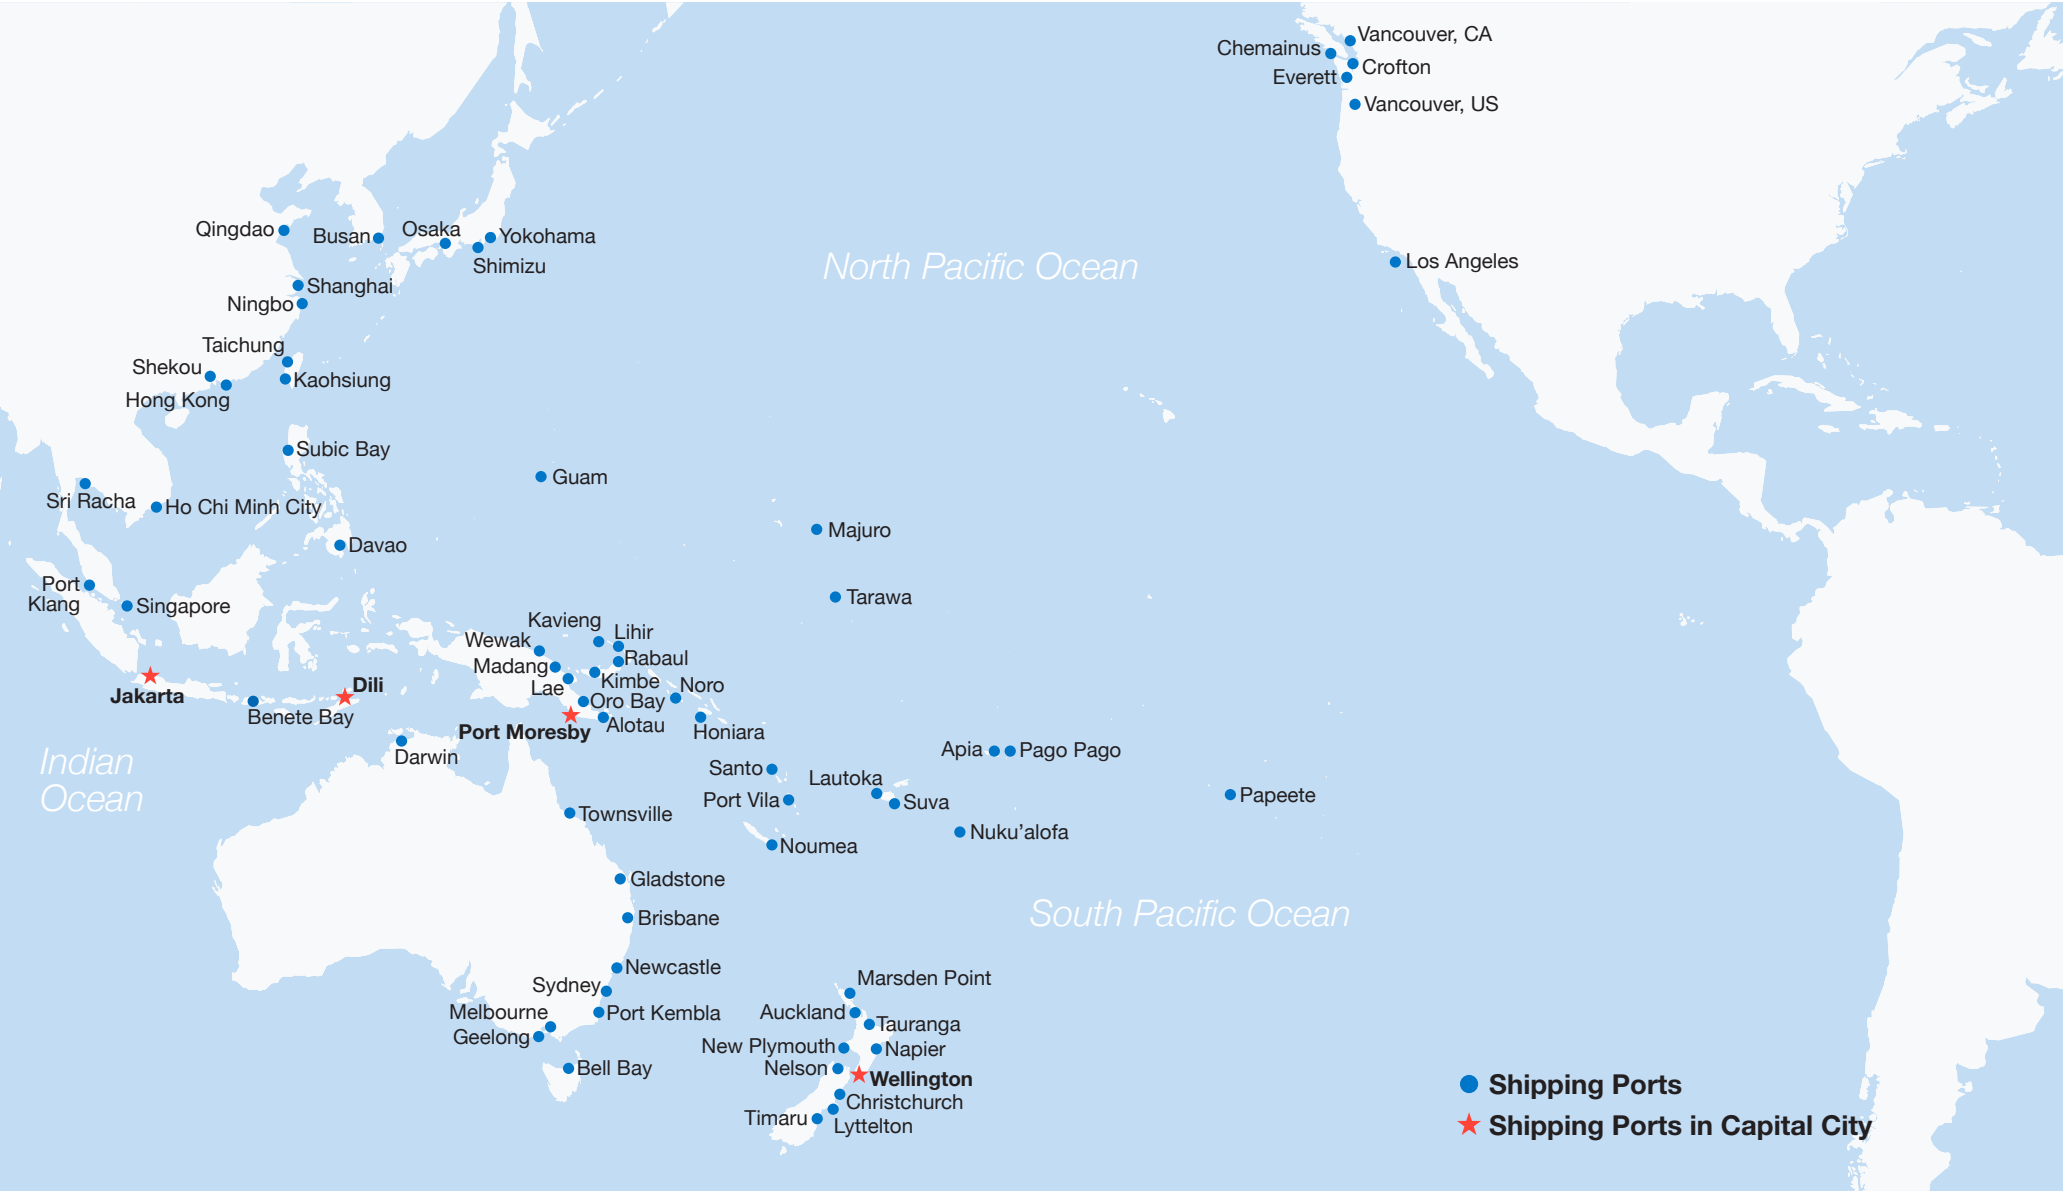 Vancouver, CA
Chemainus
Crofton
Everett
Vancouver, US
Qingdao
Busan
Osaka
Yokohama
Shimizu
North Pacific Ocean
Los Angeles
Shanghai
Ningbo
Taichung
Shekou
Kaohsiung
Hong Kong
Subic Bay
Guam
Sri Racha
Ho Chi Minh City
Majuro
Davao
Port
Klang
Singapore
Tarawa
Kavieng
Lihir
Wewak
Rabaul
Madang
Kimbe
Lae
Noro
Jakarta
Dili
Oro Bay
Benete Bay
Alotau
Port Moresby
Honiara
Darwin
Apia
Pago Pago
Indian
Ocean
Santo
Lautoka
Port Vila
Suva
Papeete
Townsville
Nuku’alofa
Noumea
Gladstone
Brisbane
South Pacific Ocean
Newcastle
Sydney
Marsden Point
Melbourne
Port Kembla
Auckland
Geelong
Tauranga
New Plymouth
Napier
Bell Bay
Nelson
Wellington
Christchurch
Timaru
Lyttelton
Shipping Ports
Shipping Ports in Capital City